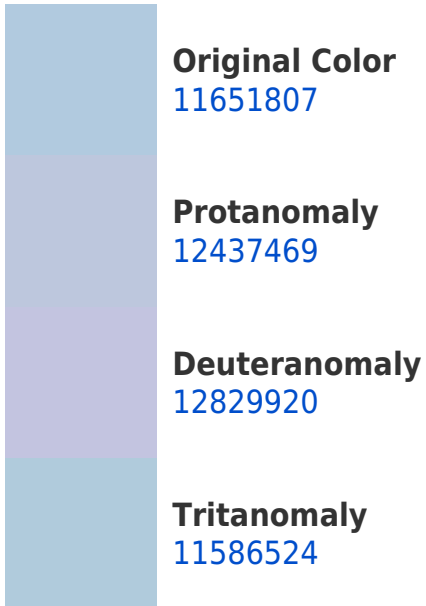 Original Color
11651807
Protanomaly
12437469
Deuteranomaly
12829920
Tritanomaly
11586524